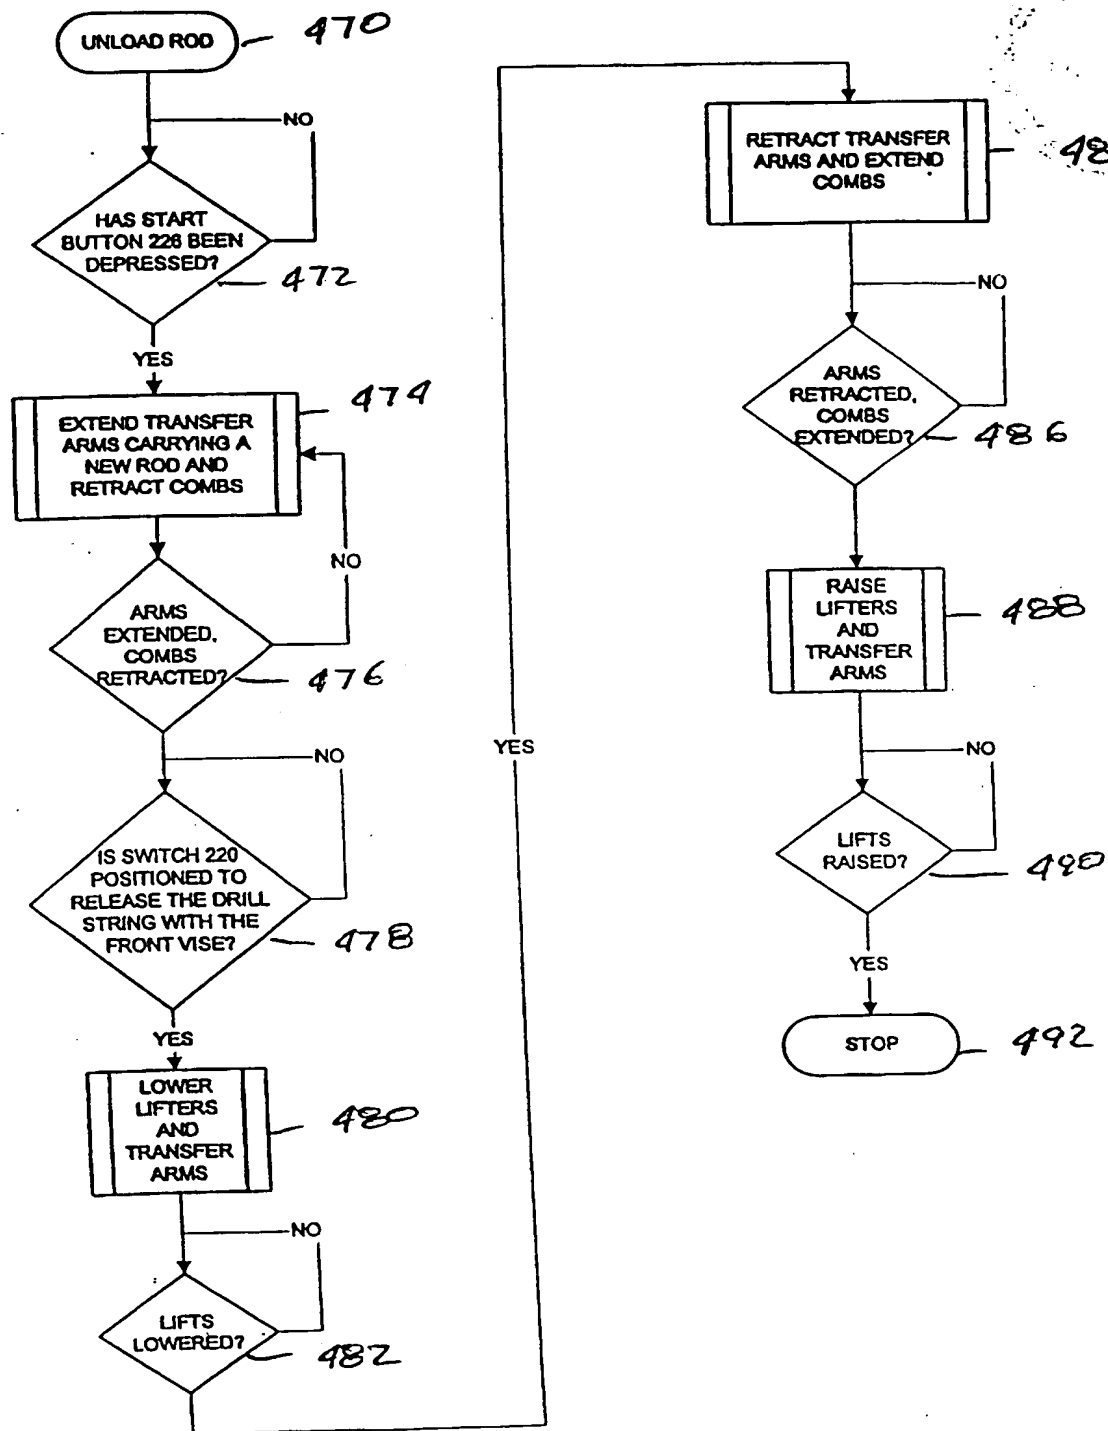 UNLOAD ROD
470
NO
HAS START
BUTTON 226 BEEN
DEPRESSED?
472
YES
EXTEND TRANSFER
ARMS CARRYING A
NEW ROD AND
RETRACT COMBS
474
NO
ARMS
EXTENDED,
COMBS
RETRACTED?
476
NO
IS SWITCH 220
POSITIONED TO
RELEASE THE DRILL
STRING WITH THE
FRONT VISE?
478
YES
LOWER
LIFTERS
AND
TRANSFER
ARMS
480
NO
LIFTS
LOWERED?
482
YES
RETRACT TRANSFER
ARMS AND EXTEND
COMBS
48
NO
ARMS
RETRACTED,
COMBS
EXTENDED?
486
RAISE
LIFTERS
AND
TRANSFER
ARMS
488
NO
LIFTS
RAISED?
490
YES
STOP
492